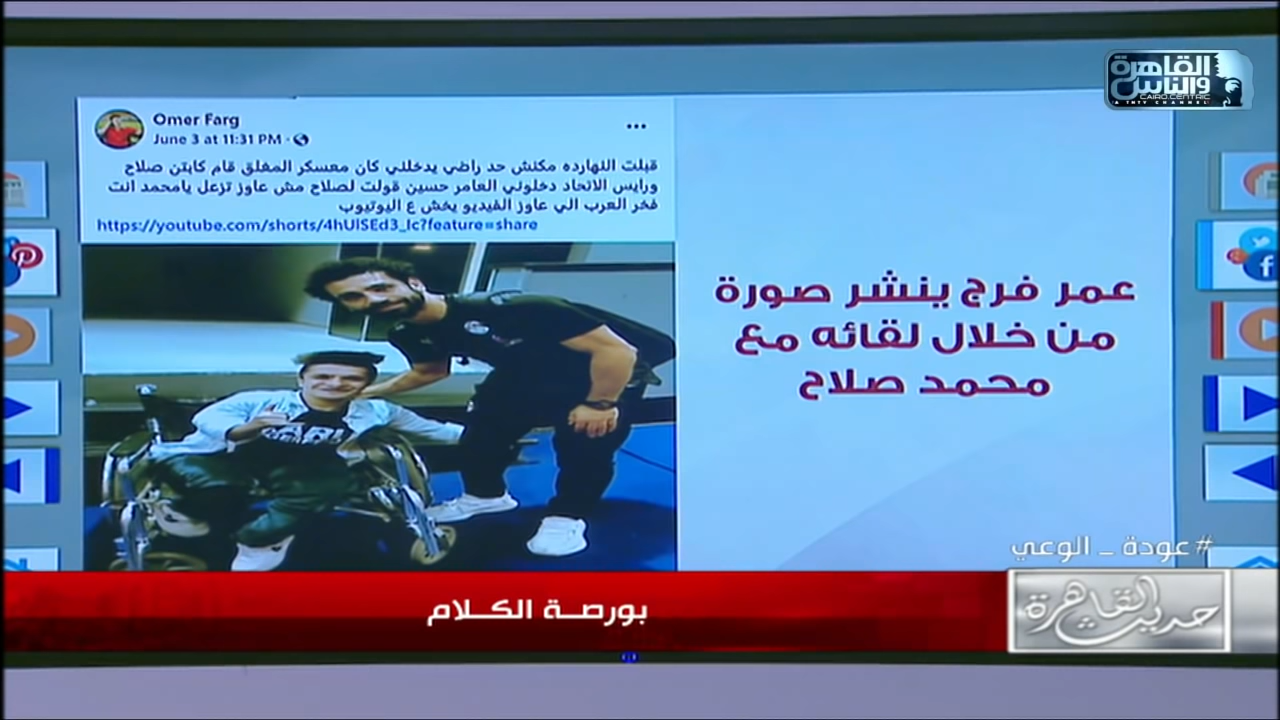 القاهرة
والناس
CAIRO.CENTRIC
A TNTV CHANNEL
Omer Farg
June 3 at 11:31 PM
قبلت النهارده مكنش حد راضي يدخلني كان معسكر المغلق قام كابتن صلاح
ورايس الاتحاد دخلوني العامر حسين قولت لصلاح مش عاوز تزعل يامحمد انت
فخر العرب الي عاوز الفيديو يخش ع اليوتيوب
https://youtube.com/shorts/4hUlSEd3_Ic?feature=share
عمر فرج ينشر صورة
من خلال لقائه مع
محمد صلاح
#عودة_الوعي
حديث القاهرة
بورصة الكلام